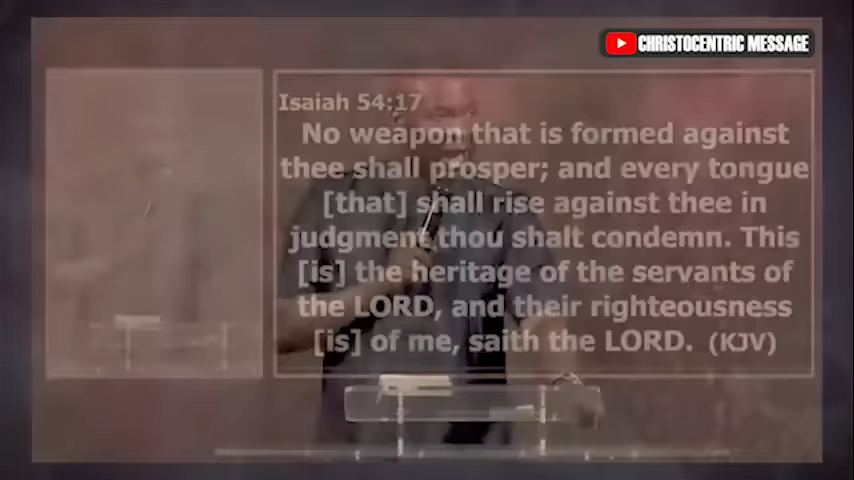 CHRISTOCENTRIC MESSAGE
Isaiah 54:17
No weapon that is formed against
thee shall prosper; and every tongue
[that] shall rise against thee in
judgment thou shalt condemn. This
[is] the heritage of the servants of
the LORD, and their righteousness
[is] of me, saith the LORD. (KJV)